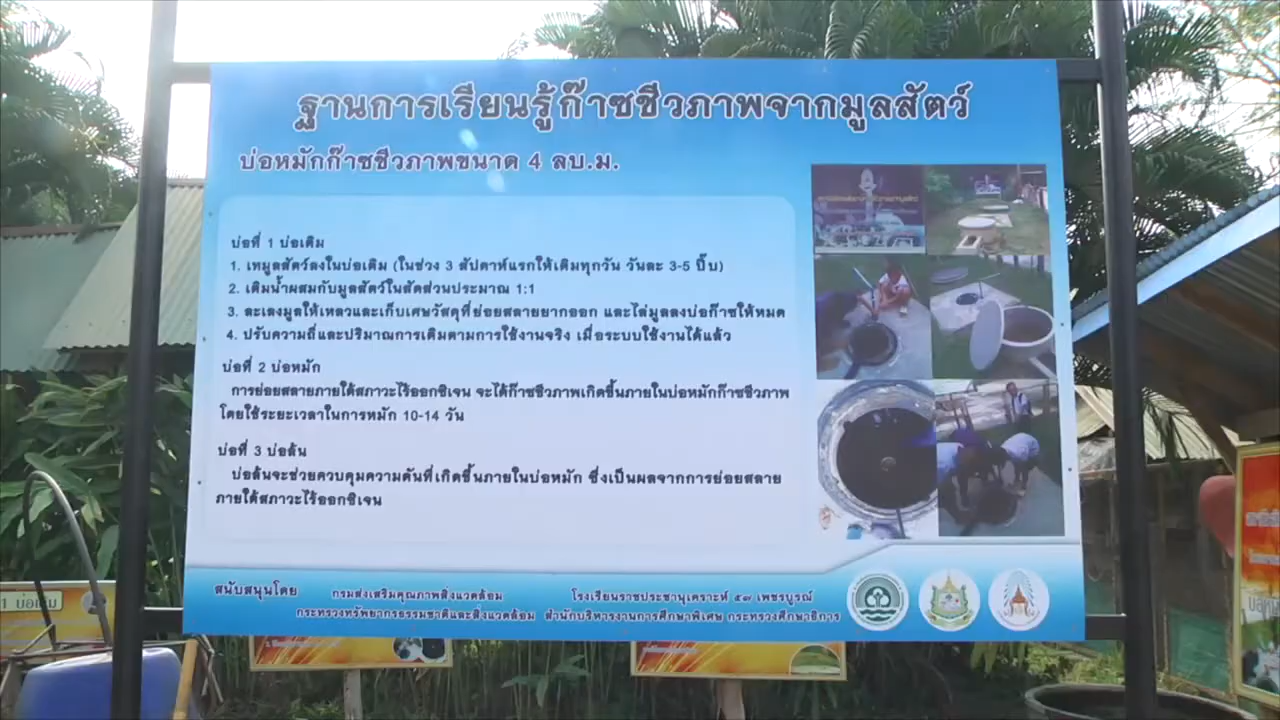 ฐานการเรียนรู้ก๊าซชีวภาพจากมูลสัตว์
บ่อหมักก๊าซชีวภาพขนาด 4 ลบ.ม.
บ่อที่ 1 บ่อเติม
1. เทมูลสัตว์ลงในบ่อเติม (ในช่วง 3 สัปดาห์แรกให้เติมทุกวัน วันละ 3-5 ปี๊บ)
2. เติมน้ำผสมกับมูลสัตว์ในสัดส่วนประมาณ 1:1
3. ละเลงมูลให้เหลวและเก็บเศษวัสดุที่ย่อยสลายยากออก และไล่มูลลงบ่อก๊าซให้หมด
4. ปรับความถี่และปริมาณการเติมตามการใช้งานจริง เมื่อระบบใช้งานได้แล้ว
บ่อที่ 2 บ่อหมัก
การย่อยสลายภายใต้สภาวะไร้ออกซิเจน จะได้ก๊าซชีวภาพเกิดขึ้นภายในบ่อหมักก๊าซชีวภาพ
โดยใช้ระยะเวลาในการหมัก 10-14 วัน
บ่อที่ 3 บ่อล้น
บ่อล้นจะช่วยควบคุมความดันที่เกิดขึ้นภายในบ่อหมัก ซึ่งเป็นผลจากการย่อยสลาย
ภายใต้สภาวะไร้ออกซิเจน
สนับสนุนโดย
กรมส่งเสริมคุณภาพสิ่งแวดล้อม
กระทรวงทรัพยากรธรรมชาติและสิ่งแวดล้อม
โรงเรียนราชประชานุเคราะห์ ๕๗ เพชรบูรณ์
สำนักบริหารงานการศึกษาพิเศษ กระทรวงศึกษาธิการ
1 บ่อเติม